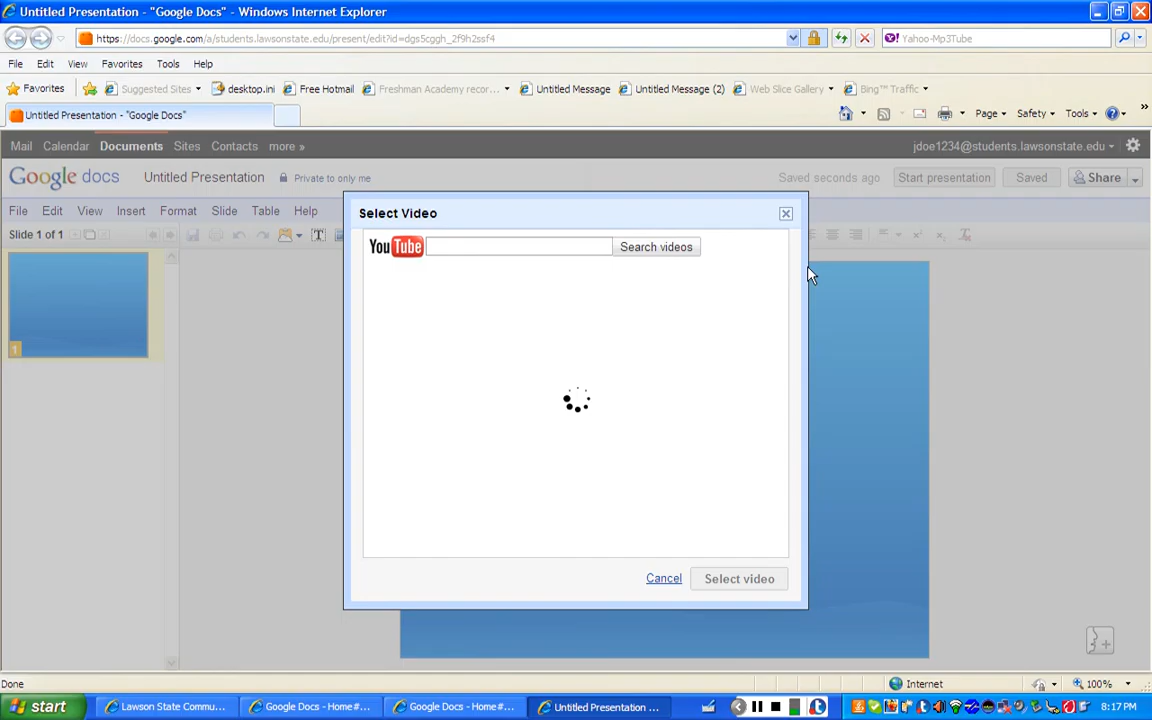 Untitled Presentation - "Google Docs" - Windows Internet Explorer
https://docs.google.com/a/students.lawsonstate.edu/present/edit?id=dgs5cggh_2f9h2ssf4
Yahoo-Mp3Tube
File Edit View Favorites Tools Help
Favorites Suggested Sites desktop.ini Free Hotmail Freshman Academy recor... Untitled Message Untitled Message (2) Web Slice Gallery Bing™ Traffic
Untitled Presentation - "Google Docs" Page Safety Tools »
Mail Calendar Documents Sites Contacts more » jdoe1234@students.lawsonstate.edu
Google docs Untitled Presentation Private to only me Saved seconds ago Start presentation Saved Share
File Edit View Insert Format Slide Table Help
Slide 1 of 1
Select Video
YouTube Search videos
1
Cancel Select video
Done Internet 100%
start Lawson State Commu... Google Docs - Home#... Google Docs - Home #... Untitled Presentation ... 8:17 PM